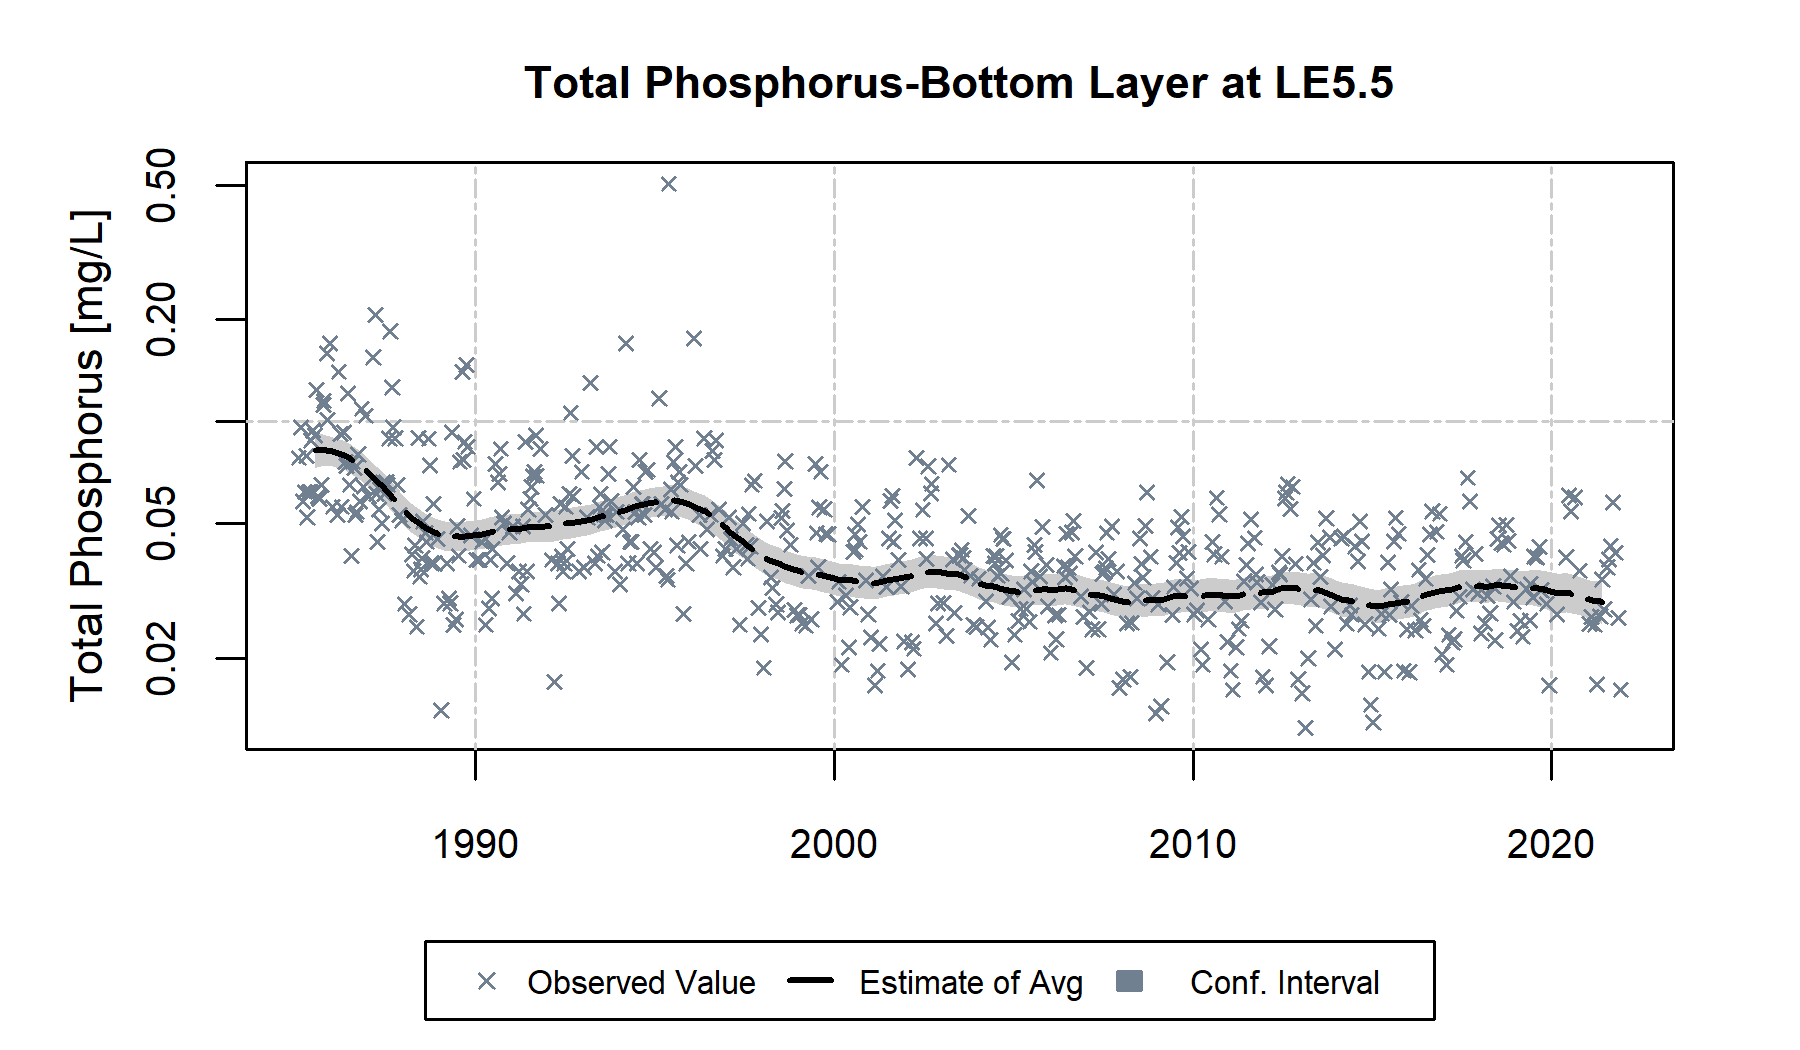 Total Phosphorus-Bottom Layer at LE5.5
Total Phosphorus [mg/L]
0.50
0.20
0.05
0.02
1990 2000 2010 2020
Observed Value Estimate of Avg Conf. Interval